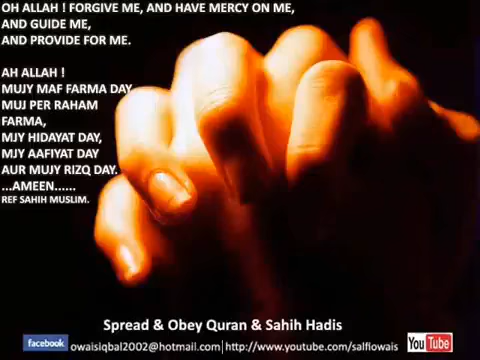 OH ALLAH ! FORGIVE ME, AND HAVE MERCY ON ME,
AND GUIDE ME,
AND PROVIDE FOR ME.
AH ALLAH !
MUJY MAF FARMA DAY
MUJ PER RAHAM
FARMA,
MJY HIDAYAT DAY,
MJY AAFIYAT DAY
AUR MUJY RIZQ DAY.
...AMEEN......
REF SAHIH MUSLIM.
Spread & Obey Quran & Sahih Hadis
facebook owaisiqbal2002@hotmail.com|http://www.youtube.com/salfiowais YouTube